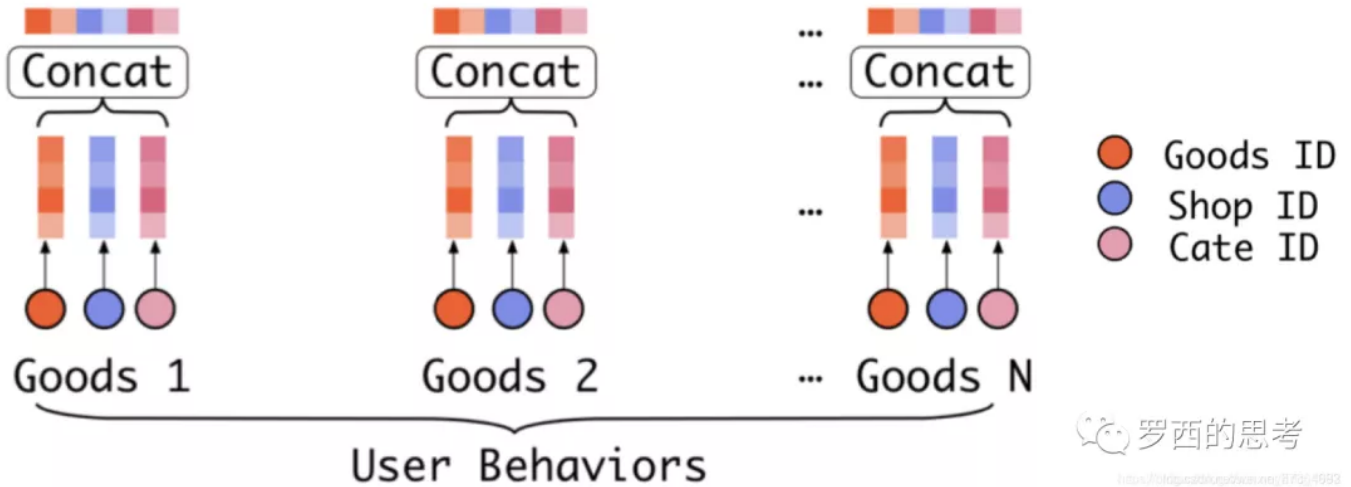 ... 
Concat Concat ... Concat
...
Goods ID
Shop ID
Cate ID
Goods 1 Goods 2 ... Goods N
User Behaviors
罗西的思考